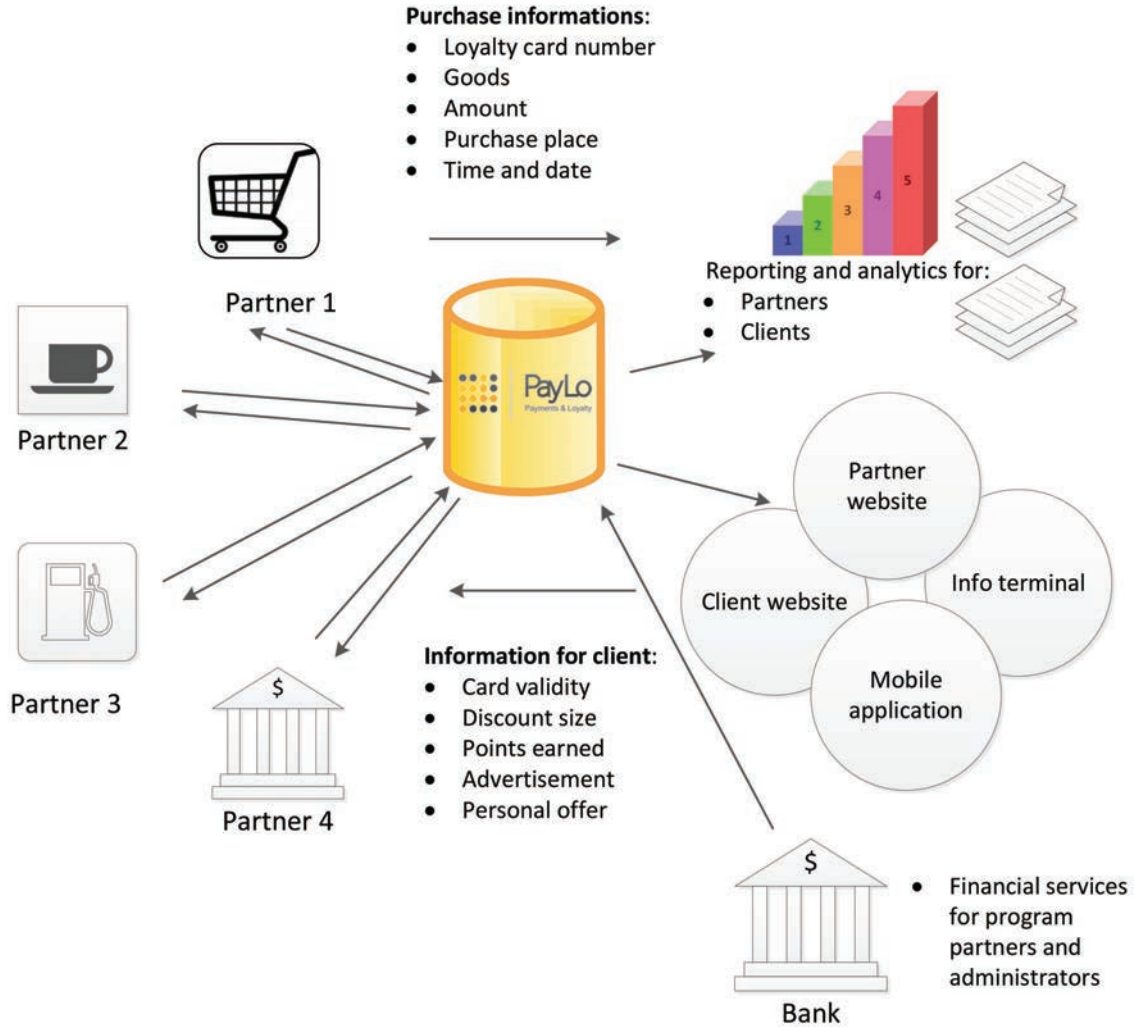 Purchase informations:
• Loyalty card number
• Goods
• Amount
• Purchase place
• Time and date
1
2
3
4
5
Reporting and analytics for:
• Partners
• Clients
Partner 1
Partner 2
Partner 3
$
Partner 4
PayLo
Payments & Loyalty
Partner
website
Client website
Info terminal
Mobile
application
Information for client:
• Card validity
• Discount size
• Points earned
• Advertisement
• Personal offer
$
Bank
• Financial services
for program
partners and
administrators